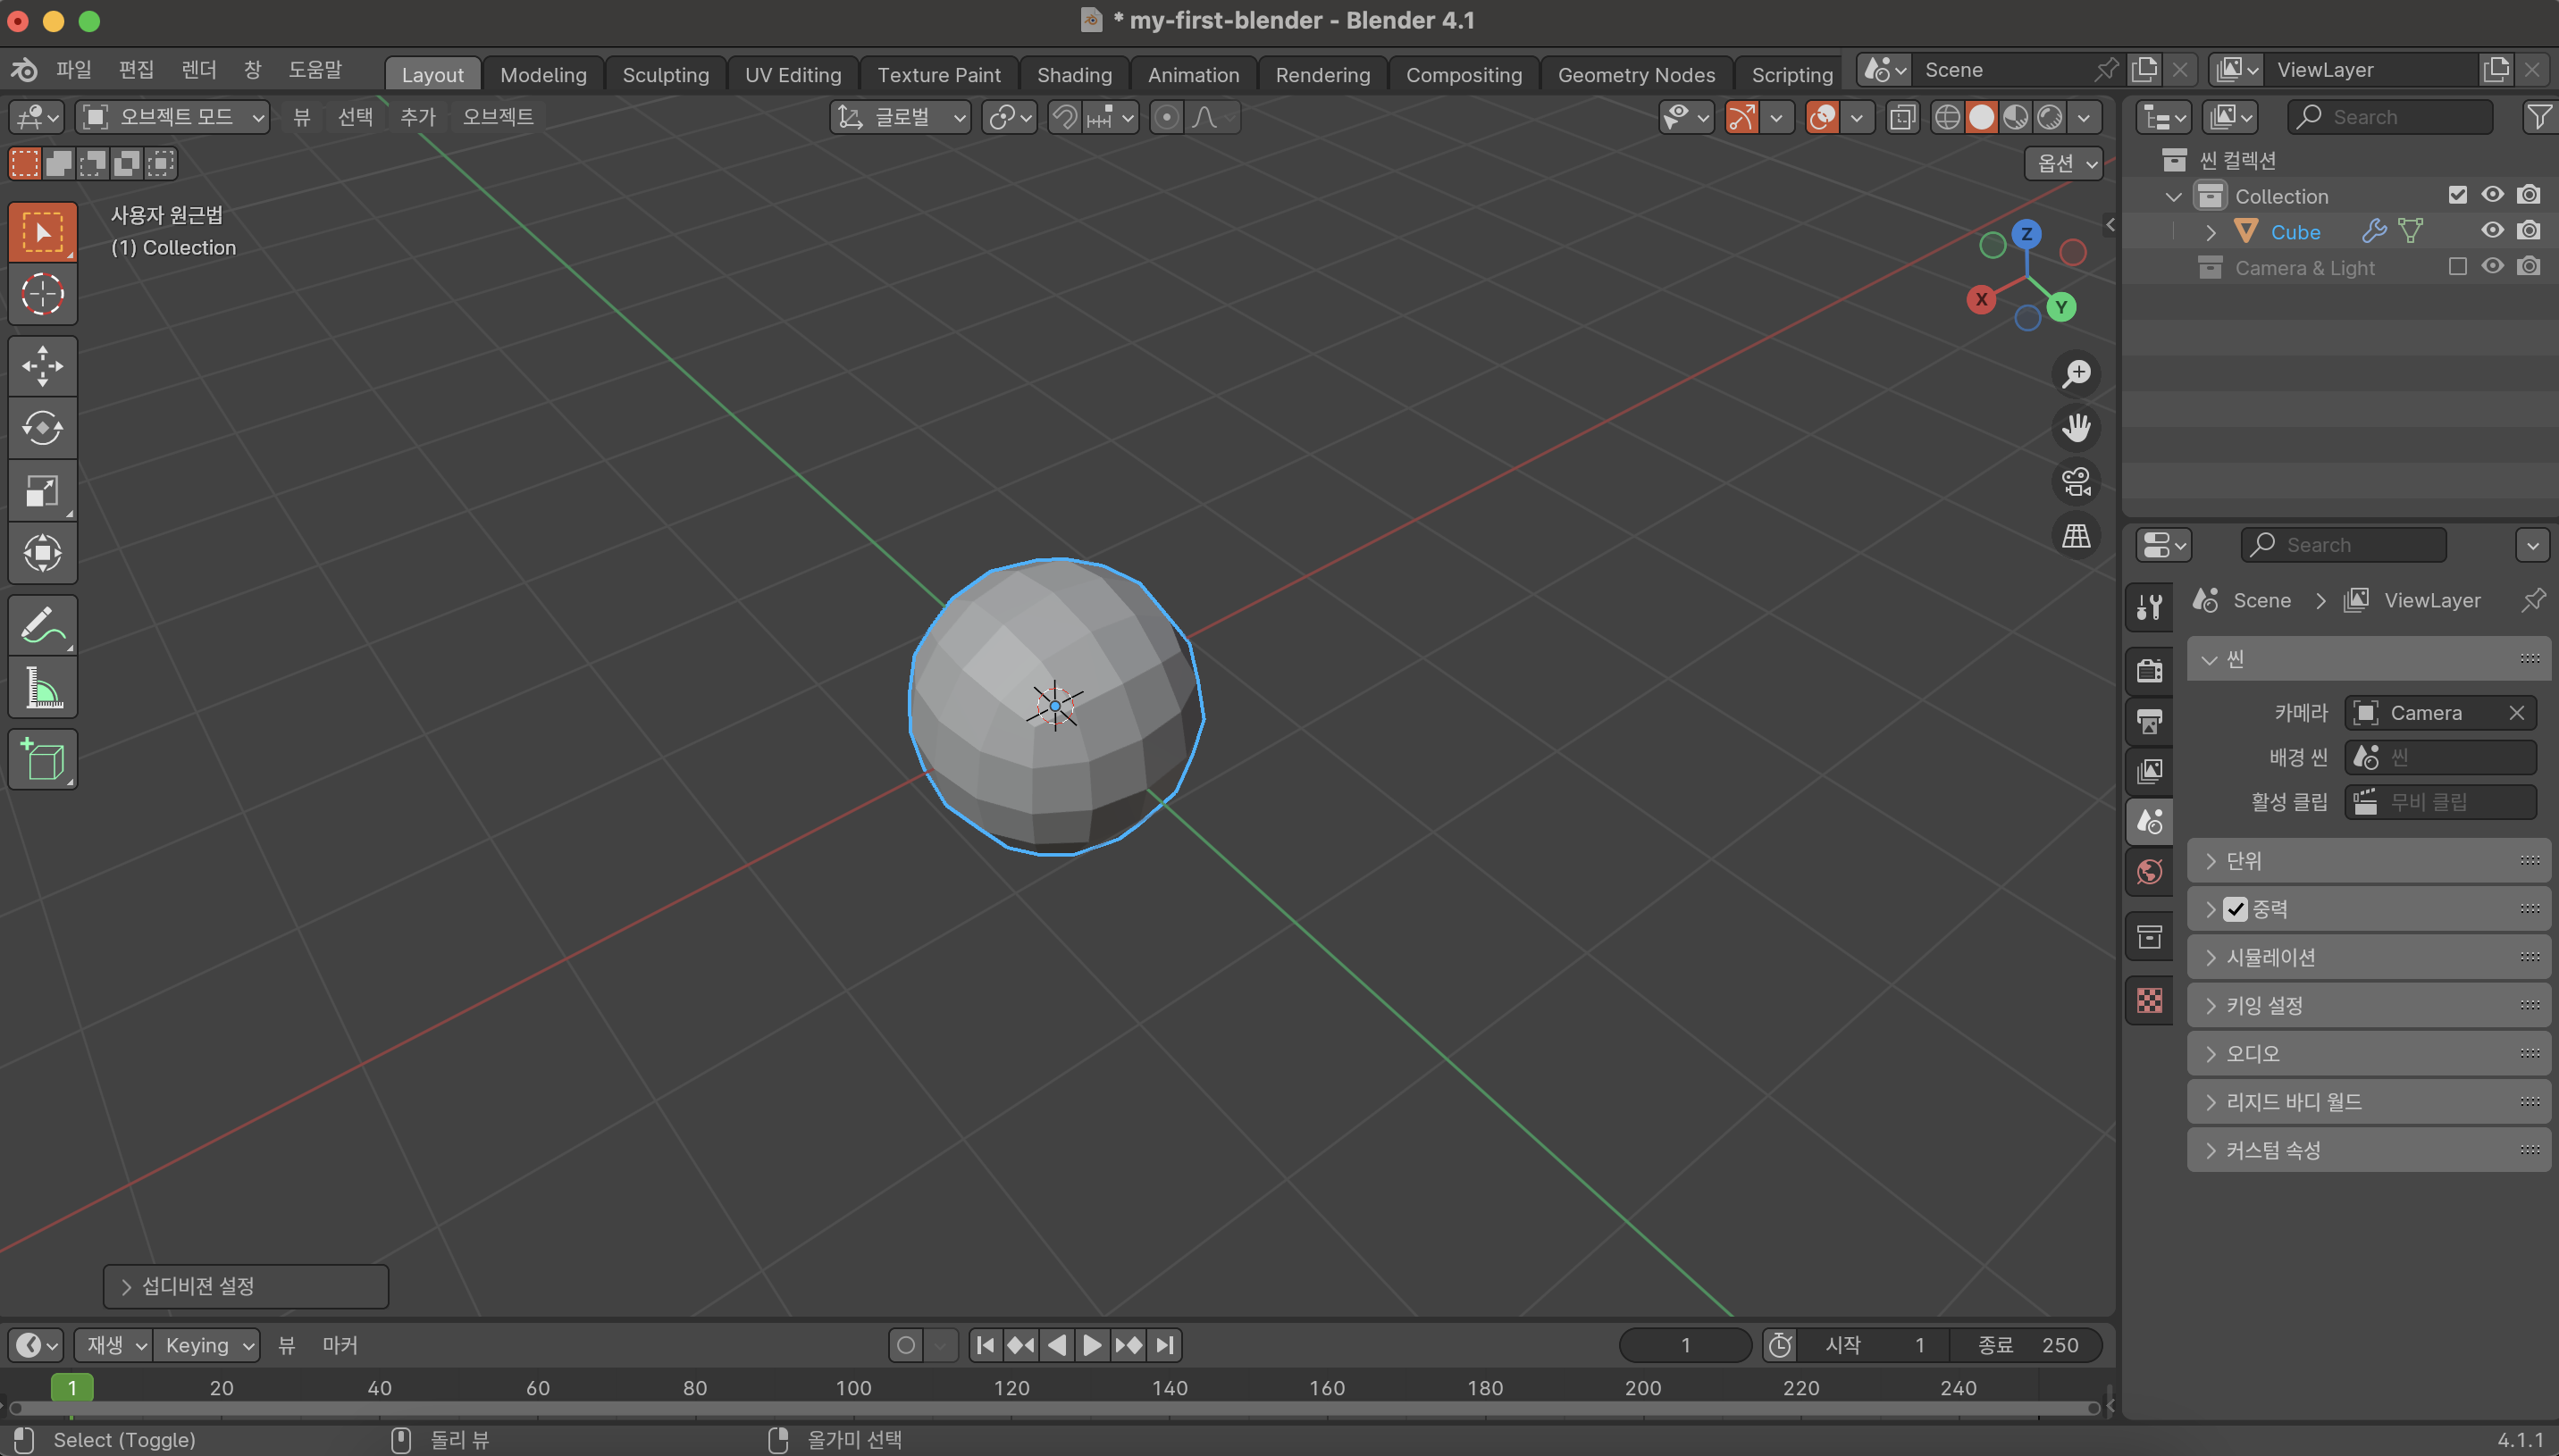 * my-first-blender - Blender 4.1
파일 편집 렌더 창 도움말 Layout Modeling Sculpting UV Editing Texture Paint Shading Animation Rendering Compositing Geometry Nodes Scripting Scene ViewLayer
오브젝트 모드 뷰 선택 추가 오브젝트 글로벌 Search
옵션
씬 컬렉션
Collection
Cube
Camera & Light
사용자 원근법
(1) Collection
Z
X
Y
Search
Scene ViewLayer
씬
카메라 Camera
배경 씬 씬
활성 클립 무비 클립
단위
중력
시뮬레이션
키잉 설정
오디오
리지드 바디 월드
커스텀 속성
섭디비젼 설정
재생 Keying 뷰 마커 1 시작 1 종료 250
1 20 40 60 80 100 120 140 160 180 200 220 240
Select (Toggle) 돌리 뷰 올가미 선택 4.1.1